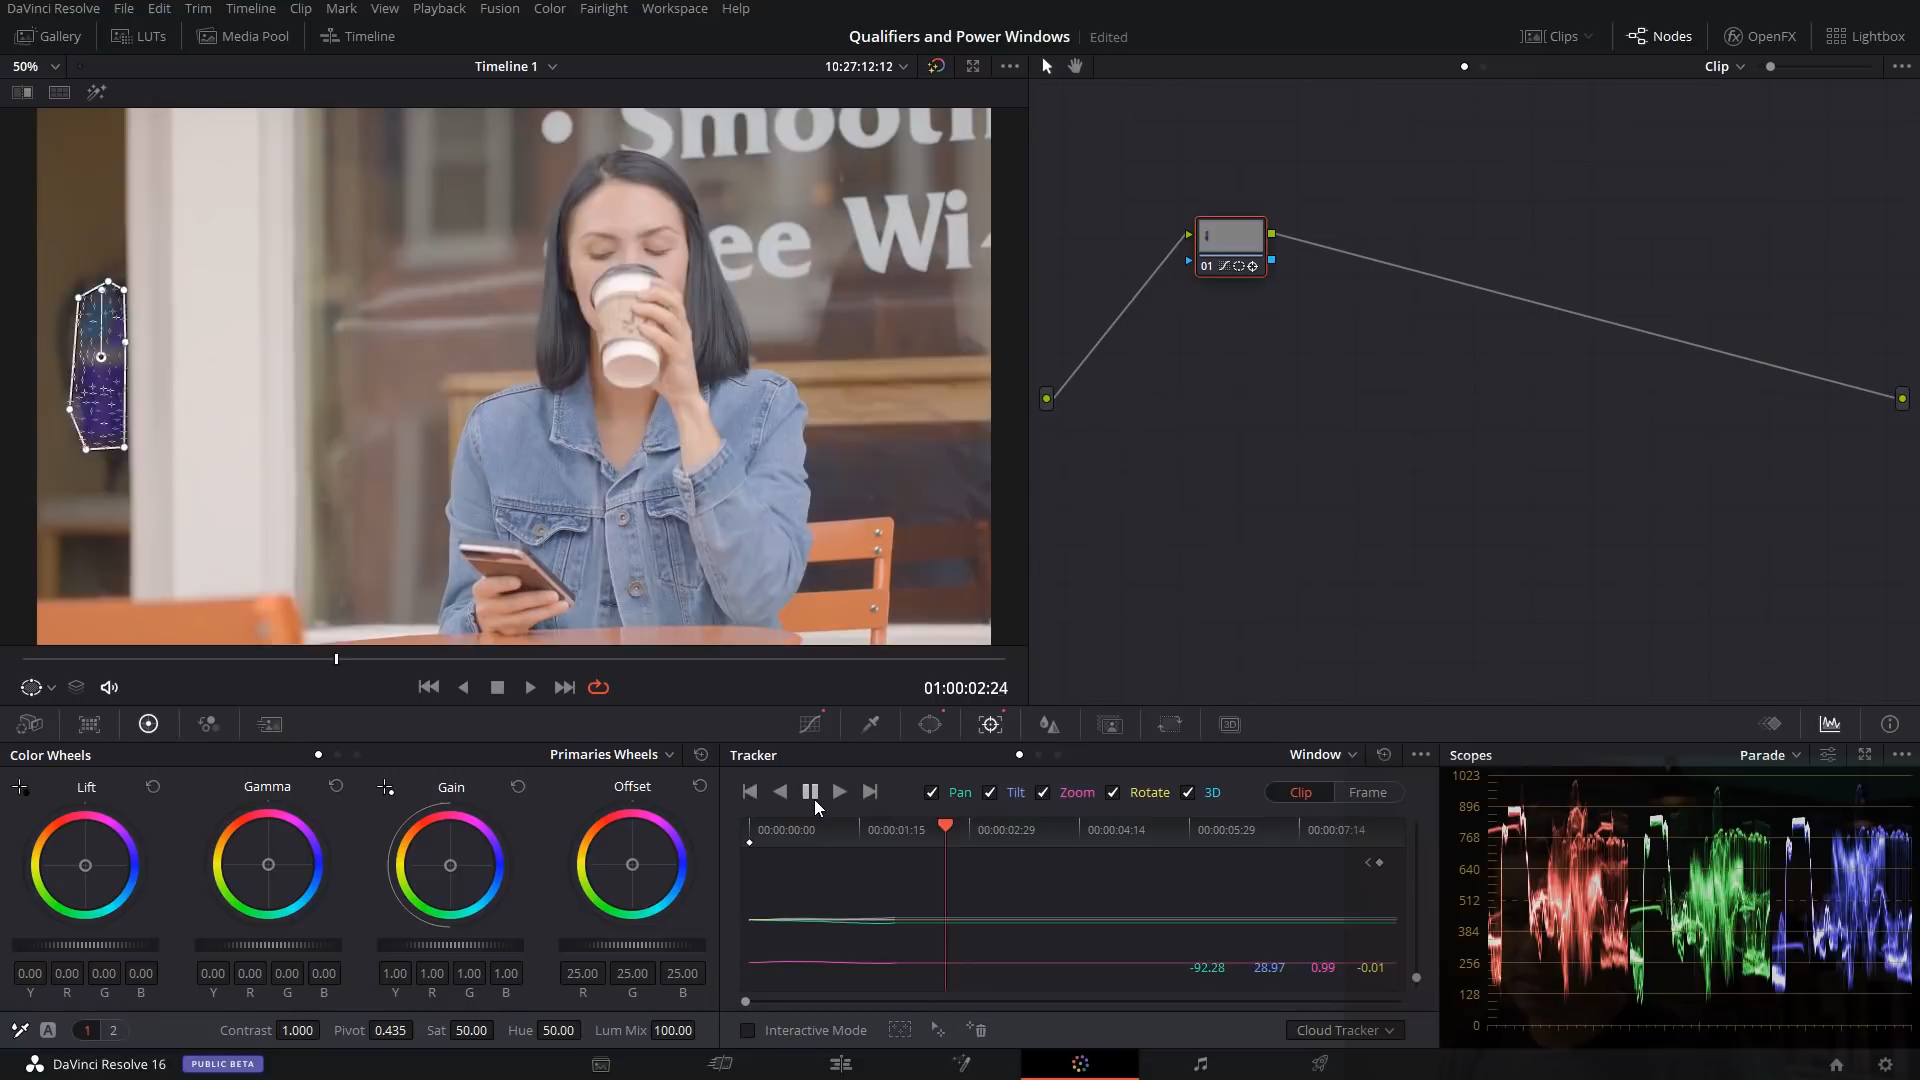 DaVinci Resolve File Edit Trim Timeline Clip Mark View Playback Fusion Color Fairlight Workspace Help
Gallery LUTs Media Pool Timeline Qualifiers and Power Windows Edited Clips Nodes OpenFX Lightbox
50% Timeline 1 10:27:12:12 Clip
Smooth
ee Wi
01
01:00:02:24
3D
Color Wheels Primaries Wheels Tracker Window Scopes Parade
Lift Gamma Gain Offset Pan Tilt Zoom Rotate 3D Clip Frame
00:00:00:00 00:00:01:15 00:00:02:29 00:00:04:14 00:00:05:29 00:00:07:14
1023
896
768
640
512
384
256
128
0
-92.28 28.97 0.99 -0.01
0.00 0.00 0.00 0.00 0.00 0.00 0.00 0.00 1.00 1.00 1.00 1.00 25.00 25.00 25.00
Y R G B Y R G B Y R G B R G B
A 1 2 Contrast 1.000 Pivot 0.435 Sat 50.00 Hue 50.00 Lum Mix 100.00 Interactive Mode Cloud Tracker
DaVinci Resolve 16 PUBLIC BETA